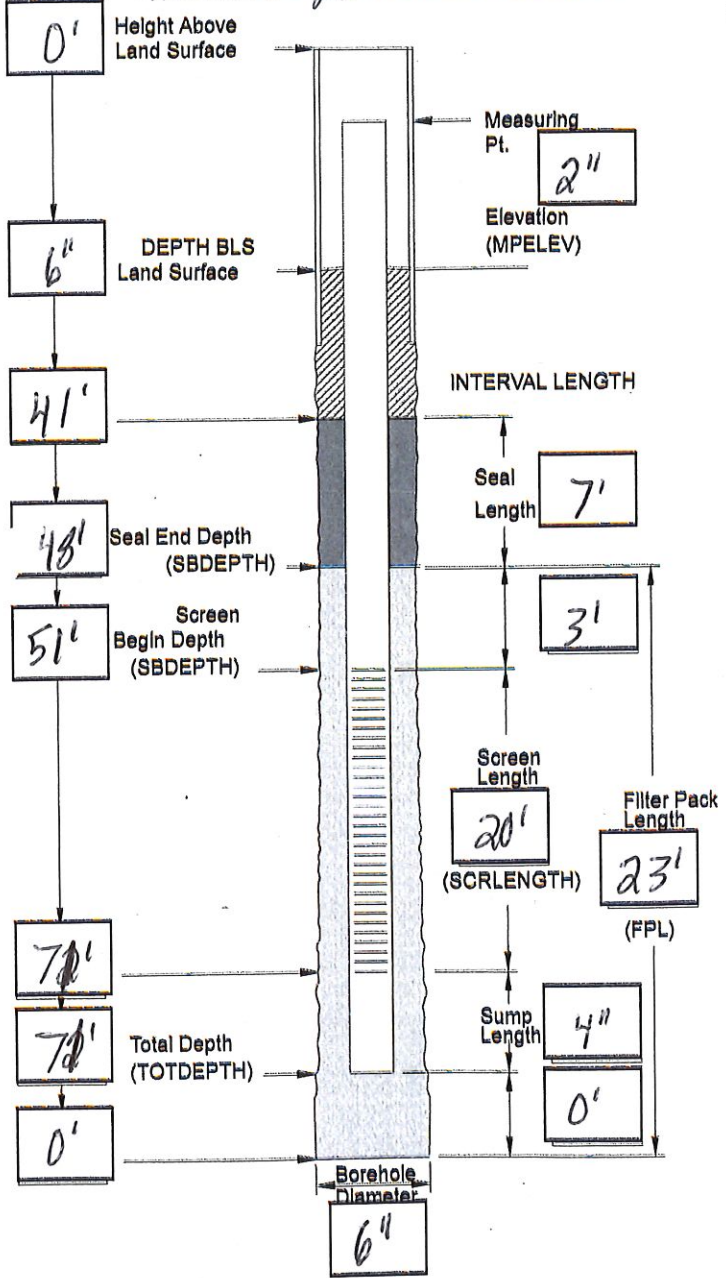 0'
Height Above
Land Surface
Measuring
Pt.
2"
Elevation
(MPELEV)
6"
DEPTH BLS
Land Surface
INTERVAL LENGTH
41'
Seal
Length
7'
48'
Seal End Depth
(SBDEPTH)
3'
51'
Screen
Begin Depth
(SBDEPTH)
Screen
Length
20'
(SCRLENGTH)
Filter Pack
Length
23'
(FPL)
Sump
Length
4"
Total Depth
(TOTDEPTH)
0'
0'
Borehole
Diameter
6"